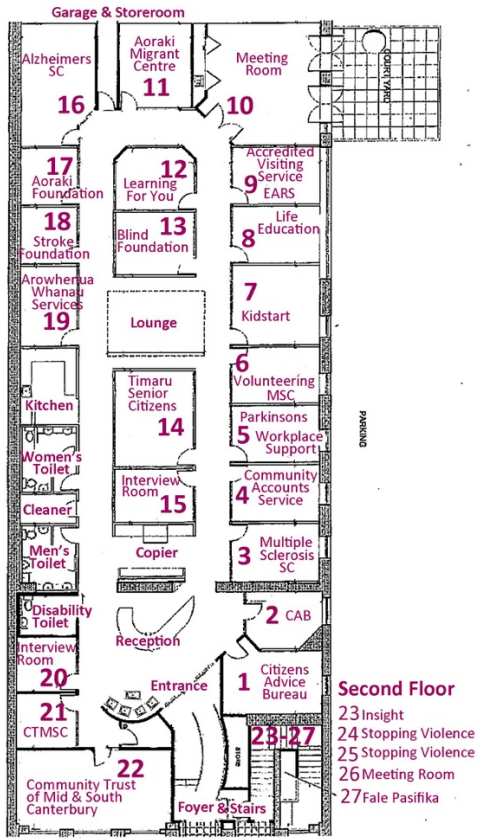 Garage & Storeroom
Alzheimers
SC
16
Aoraki
Migrant
Centre
11
Meeting
Room
10
COURT YARD
17
Aoraki
Foundation
12
Learning
For You
Accredited
Visiting
Service
9
EARS
18
Stroke
Foundation
13
Blind
Foundation
Life
8
Education
Arowhenua
Whanau
Services
19
Lounge
7
Kidstart
Kitchen
Timaru
Senior
Citizens
14
6
Volunteering
MSC
Parkinsons
5 Workplace
Support
PARKING
Women's
Toilet
Interview
Room
15
Community
4 Accounts
Service
Cleaner
Men's
Toilet
Copier
Multiple
3 Sclerosis
SC
Disability
Toilet
Reception
2 CAB
Interview
Room
20
Entrance
Citizens
1 Advice
Bureau
21
CTMSC
STORE
23-27
22
Community Trust
of Mid & South
Canterbury
Foyer & Stairs
Second Floor
23 Insight
24 Stopping Violence
25 Stopping Violence
26 Meeting Room
27 Fale Pasifika